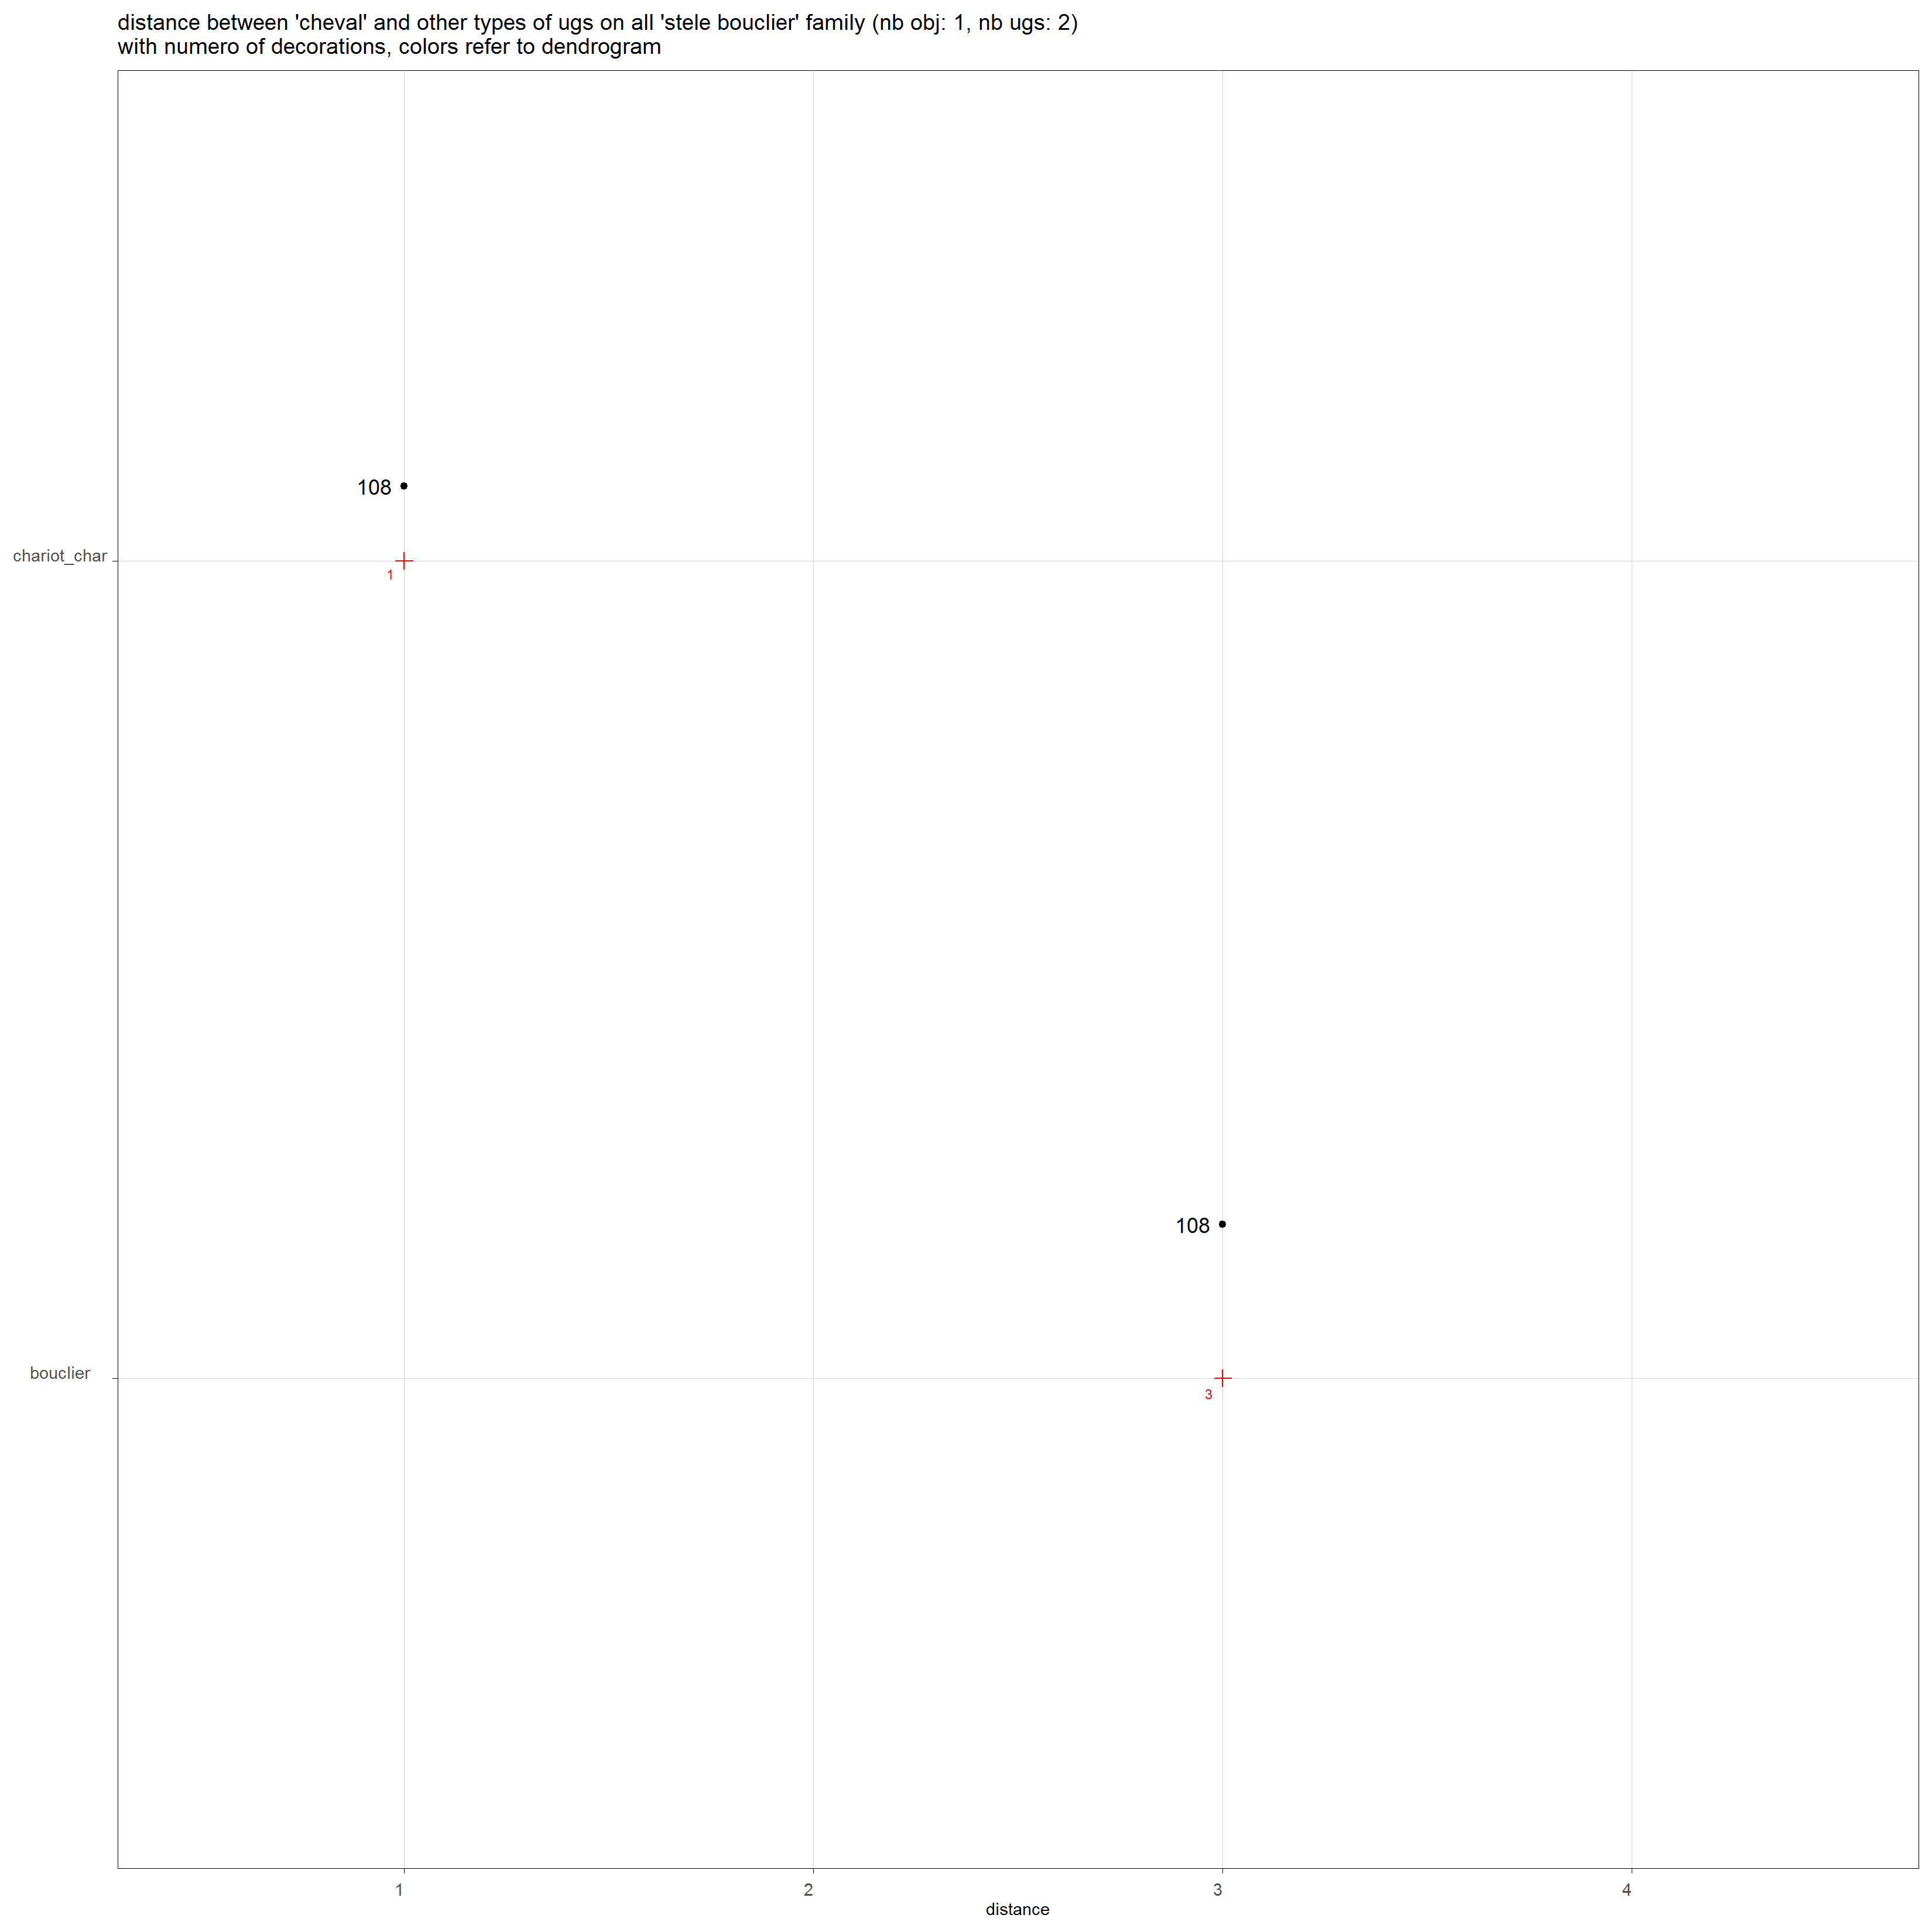 distance between 'cheval' and other types of ugs on all 'stele bouclier' family (nb obj: 1, nb ugs: 2)
with numero of decorations, colors refer to dendrogram
108
chariot_char
1
108
bouclier
3
1 2 3 4
distance